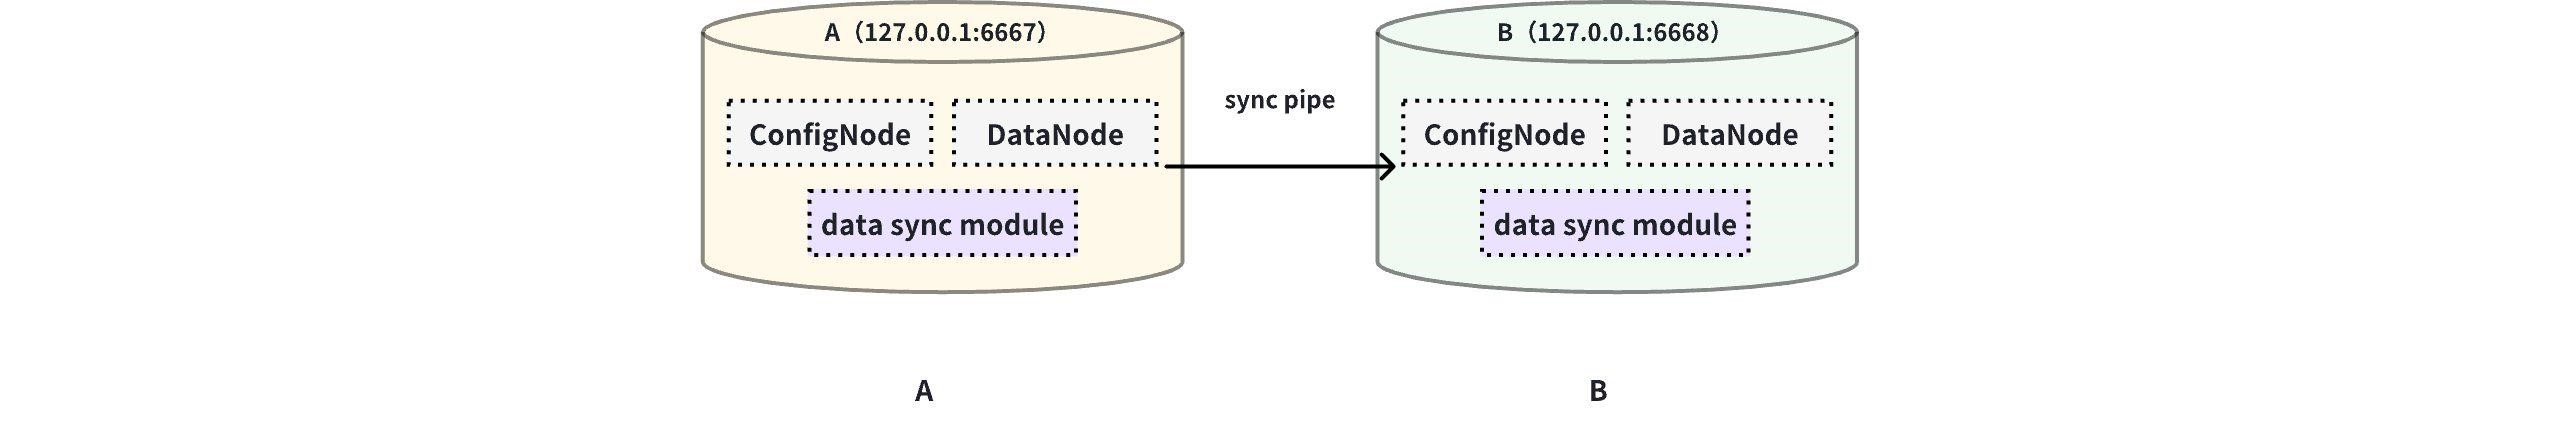 A（127.0.0.1:6667）
B（127.0.0.1:6668）
sync pipe
ConfigNode
DataNode
ConfigNode
DataNode
data sync module
data sync module
A
B